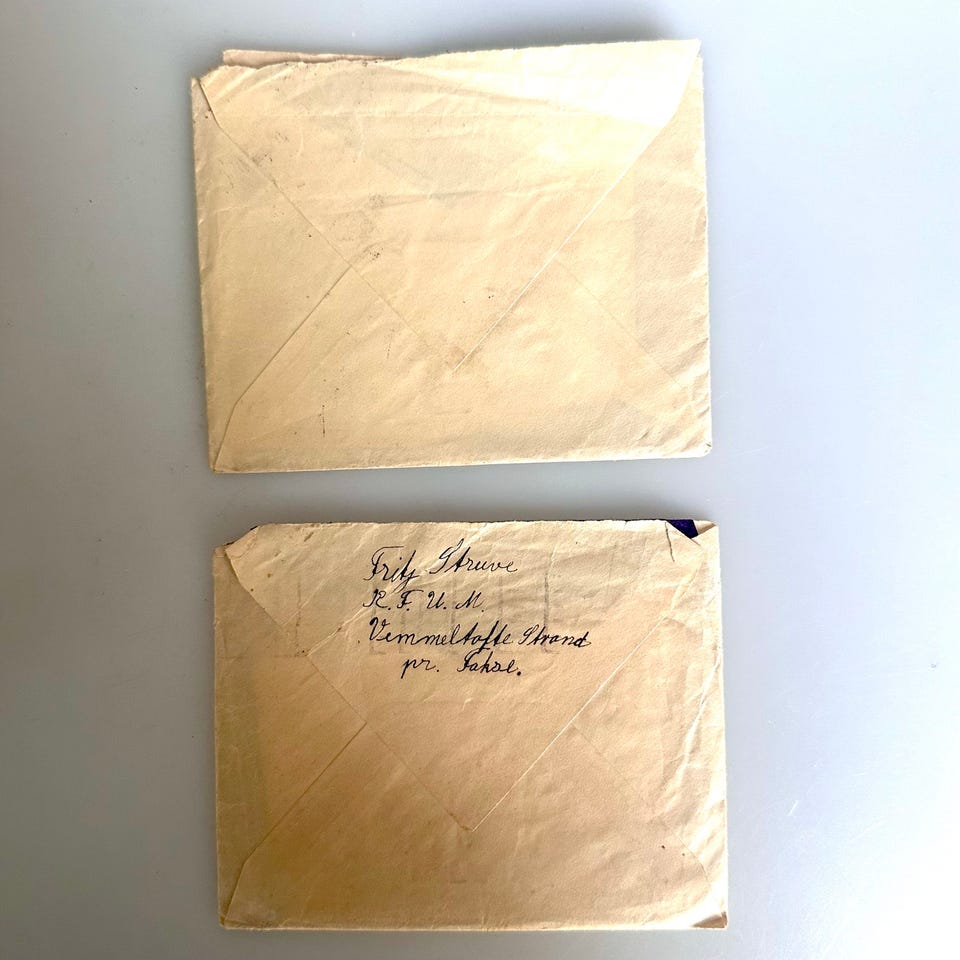 Fritz Struve
K. F. U. M.
Vemmeltofte Strand
pr. Fakse.